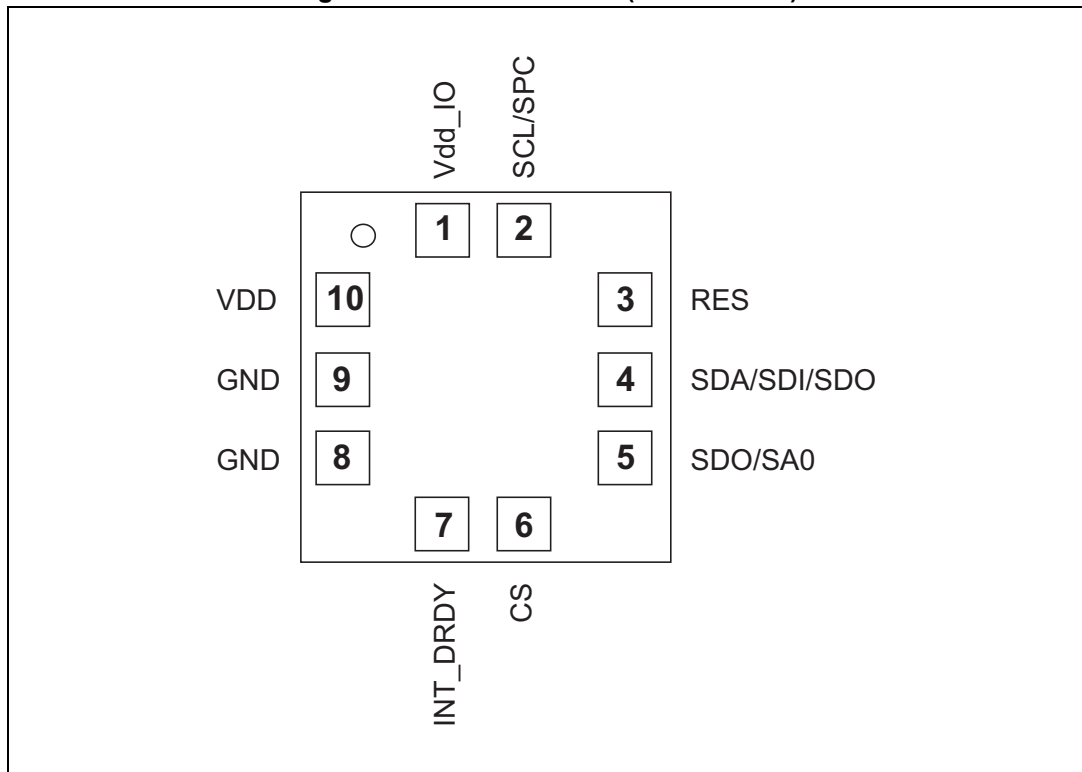 Vdd_IO
SCL/SPC
1
2
VDD
10
3
RES
GND
9
4
SDA/SDI/SDO
GND
8
5
SDO/SA0
7
6
INT_DRDY
CS